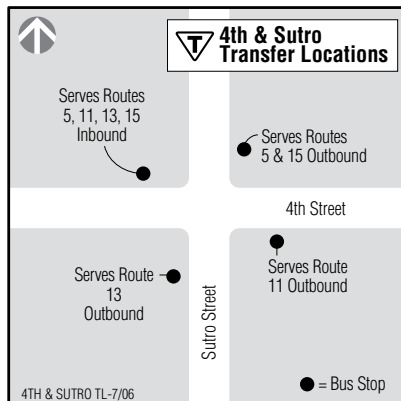 T 4th & Sutro
Transfer Locations
Serves Routes
5, 11, 13, 15
Inbound
Serves Routes
5 & 15 Outbound
4th Street
Serves Route
13
Outbound
Sutro Street
Serves Route
11 Outbound
4TH & SUTRO TL-7/06
= Bus Stop